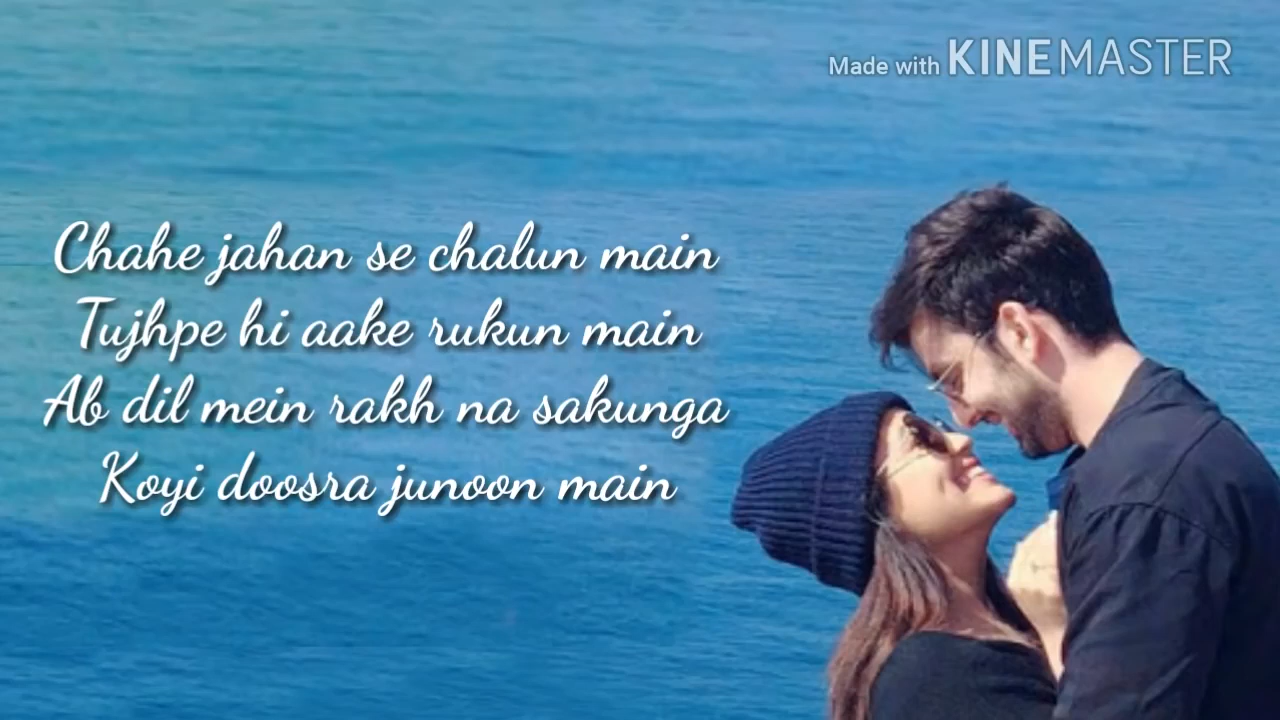 Made with KINEMASTER
Chahe jahan se chalun main
Tujhpe hi aake rukun main
Ab dil mein rakh na sakunga
Koyi doosra junoon main